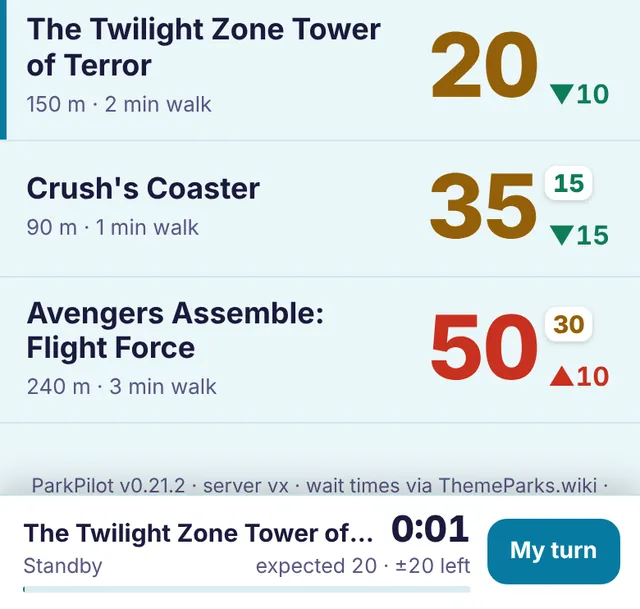 The Twilight Zone Tower
of Terror
150 m · 2 min walk
20
▼10
Crush's Coaster
90 m · 1 min walk
35
15
▼15
Avengers Assemble:
Flight Force
240 m · 3 min walk
50
30
▲10
ParkPilot v0.21.2 · server vx · wait times via ThemeParks.wiki ·
The Twilight Zone Tower of… 0:01
Standby expected 20 · ±20 left
My turn